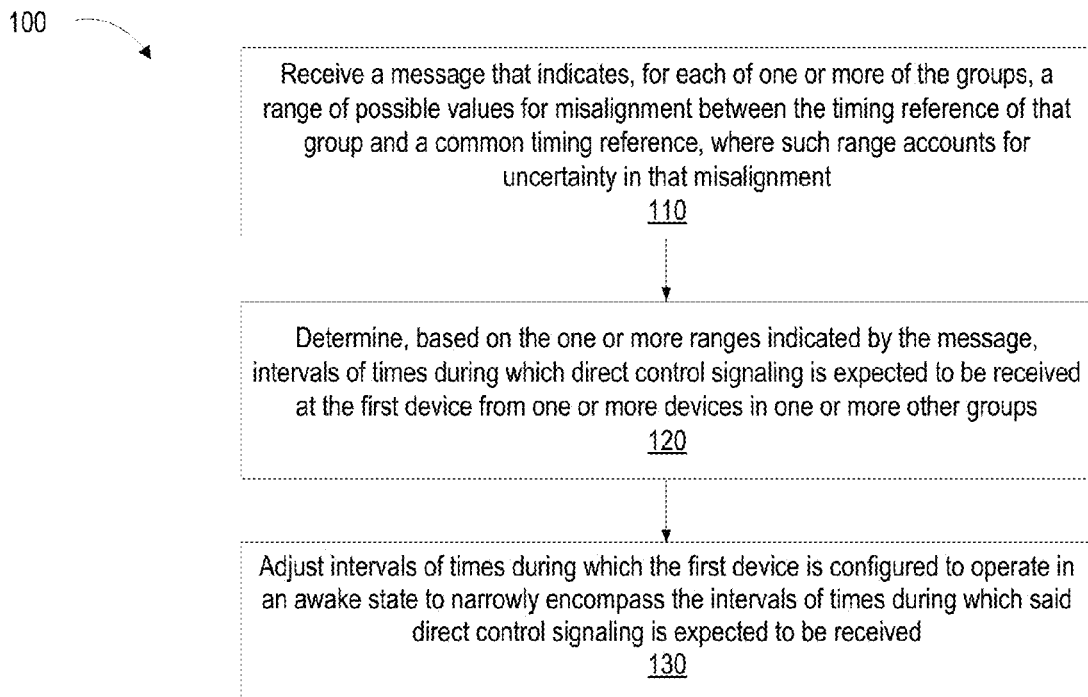 100
Receive a message that indicates, for each of one or more of the groups, a
range of possible values for misalignment between the timing reference of that
group and a common timing reference, where such range accounts for
uncertainty in that misalignment
110
Determine, based on the one or more ranges indicated by the message,
intervals of times during which direct control signaling is expected to be received
at the first device from one or more devices in one or more other groups
120
Adjust intervals of times during which the first device is configured to operate in
an awake state to narrowly encompass the intervals of times during which said
direct control signaling is expected to be received
130